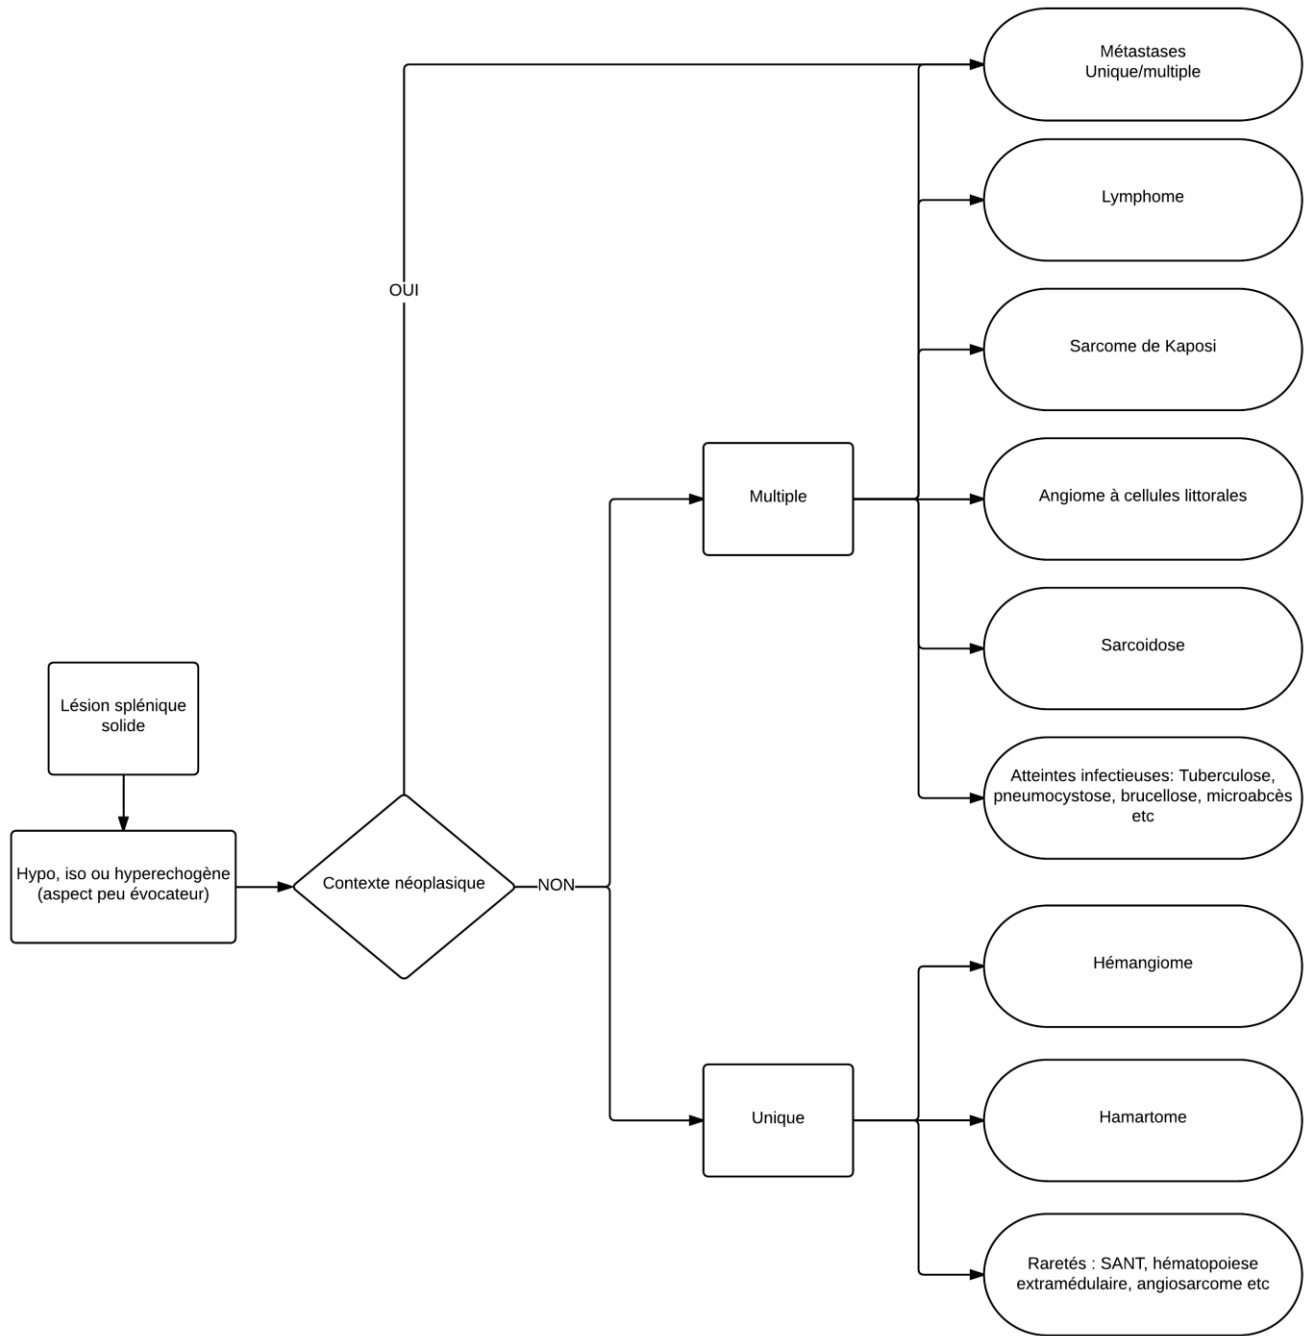 Métastases
Unique/multiple
Lymphome
OUI
Sarcome de Kaposi
Multiple
Angiome à cellules littorales
Sarcoidose
Lésion splénique
solide
Atteintes infectieuses: Tuberculose,
pneumocystose, brucellose, microabcès
etc
Hypo, iso ou hyperechogène
(aspect peu évocateur)
Contexte néoplasique
NON
Hémangiome
Unique
Hamartome
Raretés : SANT, hématopoiese
extramédulaire, angiosarcome etc